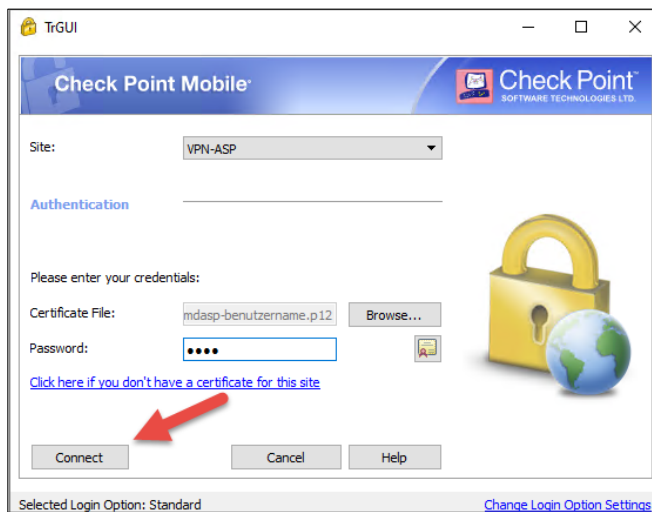 TrGUI
Check Point Mobile
Check Point
SOFTWARE TECHNOLOGIES LTD.
Site:
VPN-ASP
Authentication
Please enter your credentials:
Certificate File:
mdasp-benutzername.p12
Browse...
Password:
••••
Click here if you don't have a certificate for this site
Connect
Cancel
Help
Selected Login Option: Standard
Change Login Option Settings